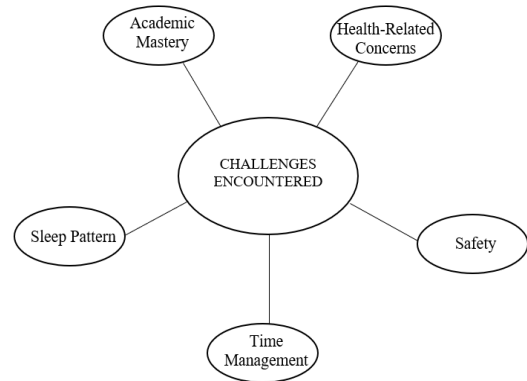 Academic
Mastery
Health-Related
Concerns
CHALLENGES
ENCOUNTERED
Sleep Pattern
Safety
Time
Management